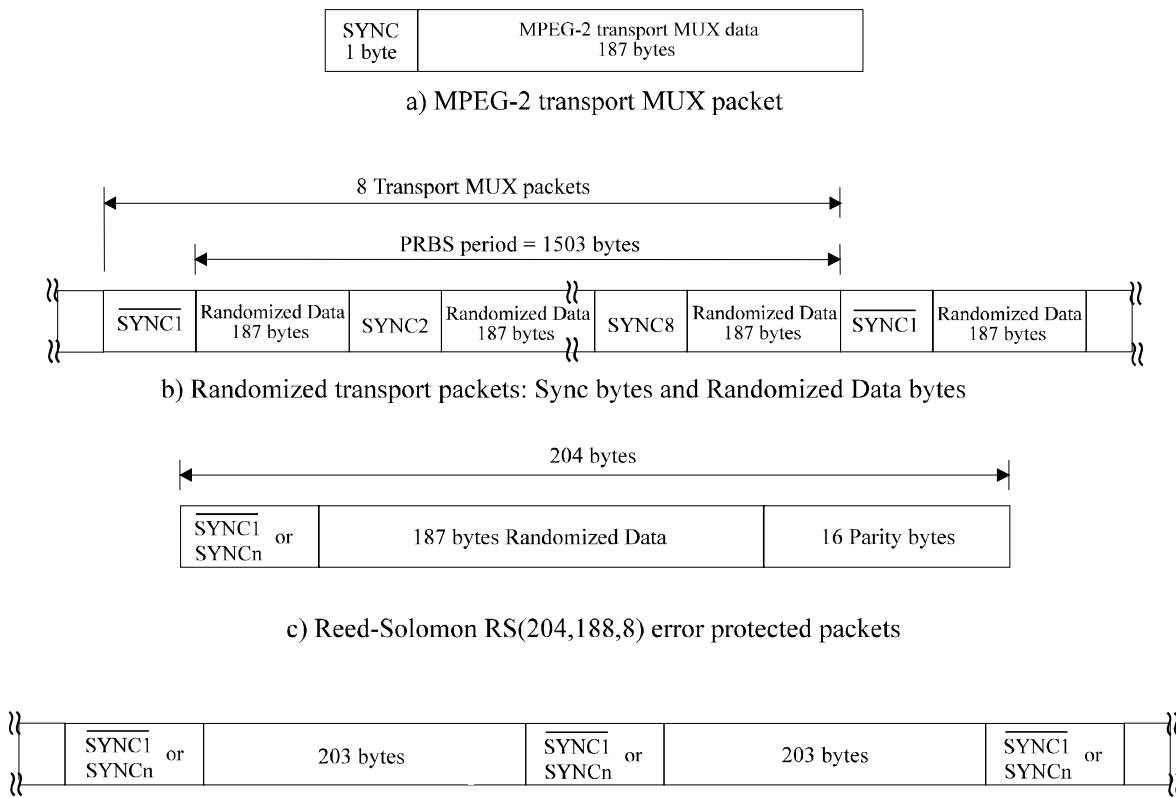 SYNC
1 byte
MPEG-2 transport MUX data
187 bytes
a) MPEG-2 transport MUX packet
8 Transport MUX packets
PRBS period = 1503 bytes
SYNC1
Randomized Data
187 bytes
SYNC2
Randomized Data
187 bytes
SYNC8
Randomized Data
187 bytes
SYNC1
Randomized Data
187 bytes
b) Randomized transport packets: Sync bytes and Randomized Data bytes
204 bytes
SYNC1 or
SYNCn
187 bytes Randomized Data
16 Parity bytes
c) Reed-Solomon RS(204,188,8) error protected packets
SYNC1 or
SYNCn
203 bytes
SYNC1 or
SYNCn
203 bytes
SYNC1 or
SYNCn